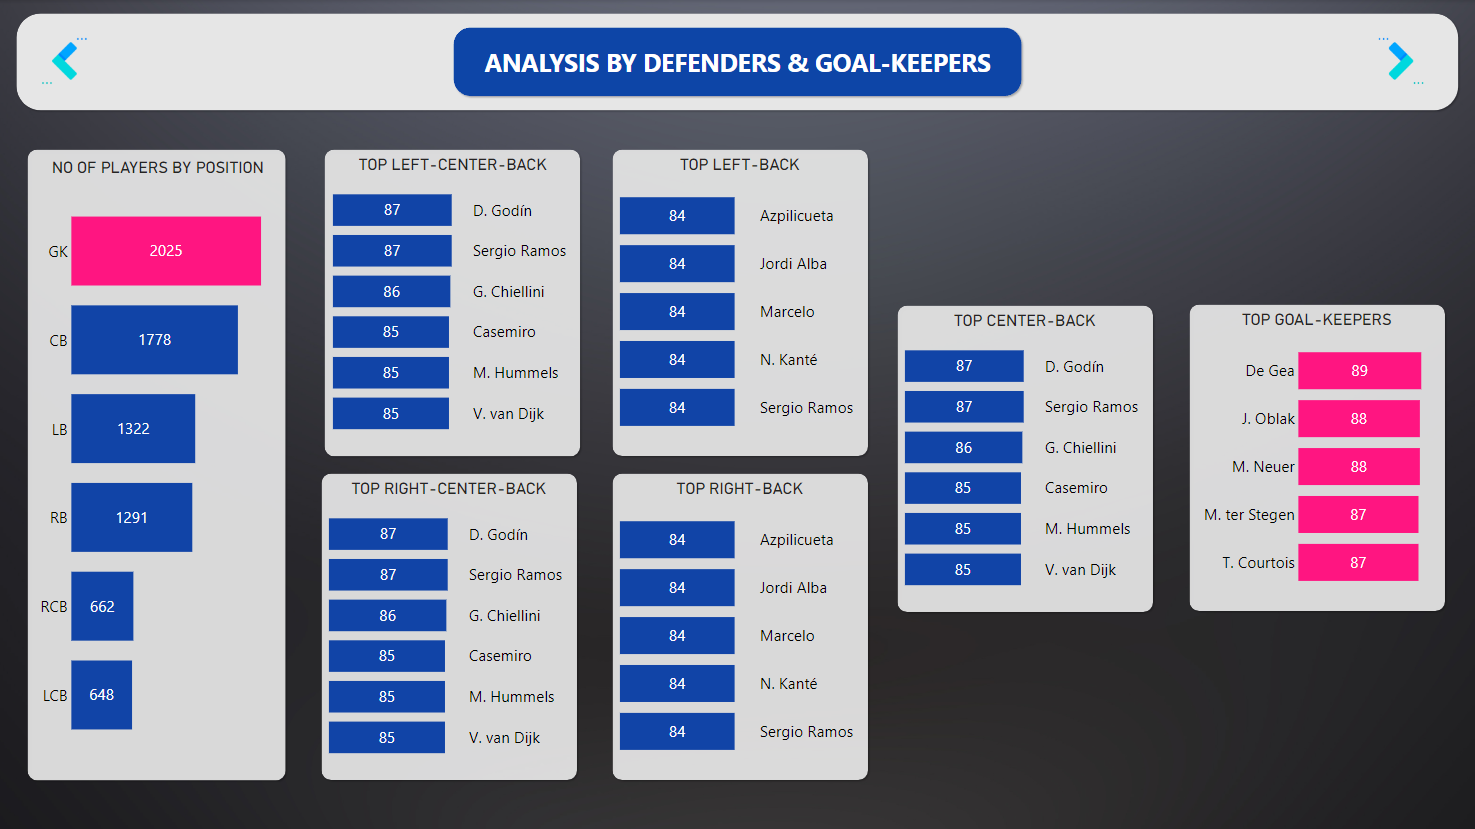 ANALYSIS BY DEFENDERS & GOAL-KEEPERS
NO OF PLAYERS BY POSITION
GK 2025
CB 1778
LB 1322
RB 1291
RCB 662
LCB 648
TOP LEFT-CENTER-BACK
87 D. Godín
87 Sergio Ramos
86 G. Chiellini
85 Casemiro
85 M. Hummels
85 V. van Dijk
TOP RIGHT-CENTER-BACK
87 D. Godín
87 Sergio Ramos
86 G. Chiellini
85 Casemiro
85 M. Hummels
85 V. van Dijk
TOP LEFT-BACK
84 Azpilicueta
84 Jordi Alba
84 Marcelo
84 N. Kanté
84 Sergio Ramos
TOP RIGHT-BACK
84 Azpilicueta
84 Jordi Alba
84 Marcelo
84 N. Kanté
84 Sergio Ramos
TOP CENTER-BACK
87 D. Godín
87 Sergio Ramos
86 G. Chiellini
85 Casemiro
85 M. Hummels
85 V. van Dijk
TOP GOAL-KEEPERS
De Gea 89
J. Oblak 88
M. Neuer 88
M. ter Stegen 87
T. Courtois 87